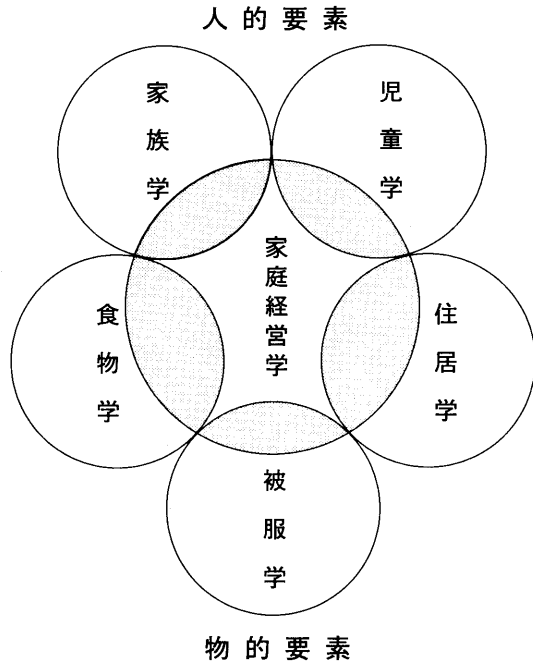 人的要素
家族学
児童学
家庭経営学
食物学
住居学
被服学
物的要素